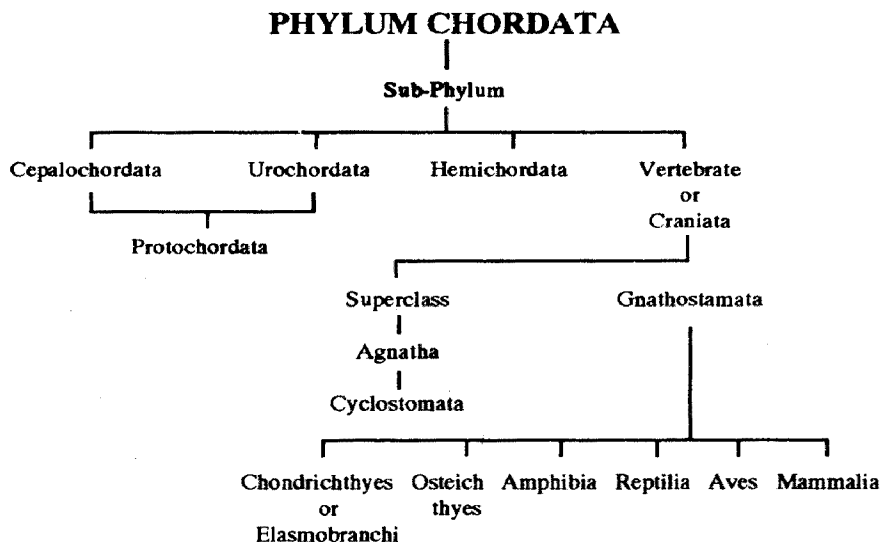 PHYLUM CHORDATA
Sub-Phylum
Cepalochordata Urochordata Hemichordata Vertebrate
or
Craniata
Protochordata
Superclass Gnathostamata
Agnatha
Cyclostomata
Chondrichthyes Osteich Amphibia Reptilia Aves Mammalia
or thyes
Elasmobranchi